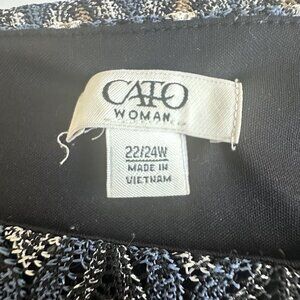 CATO
WOMAN
22/24W
MADE IN
VIETNAM